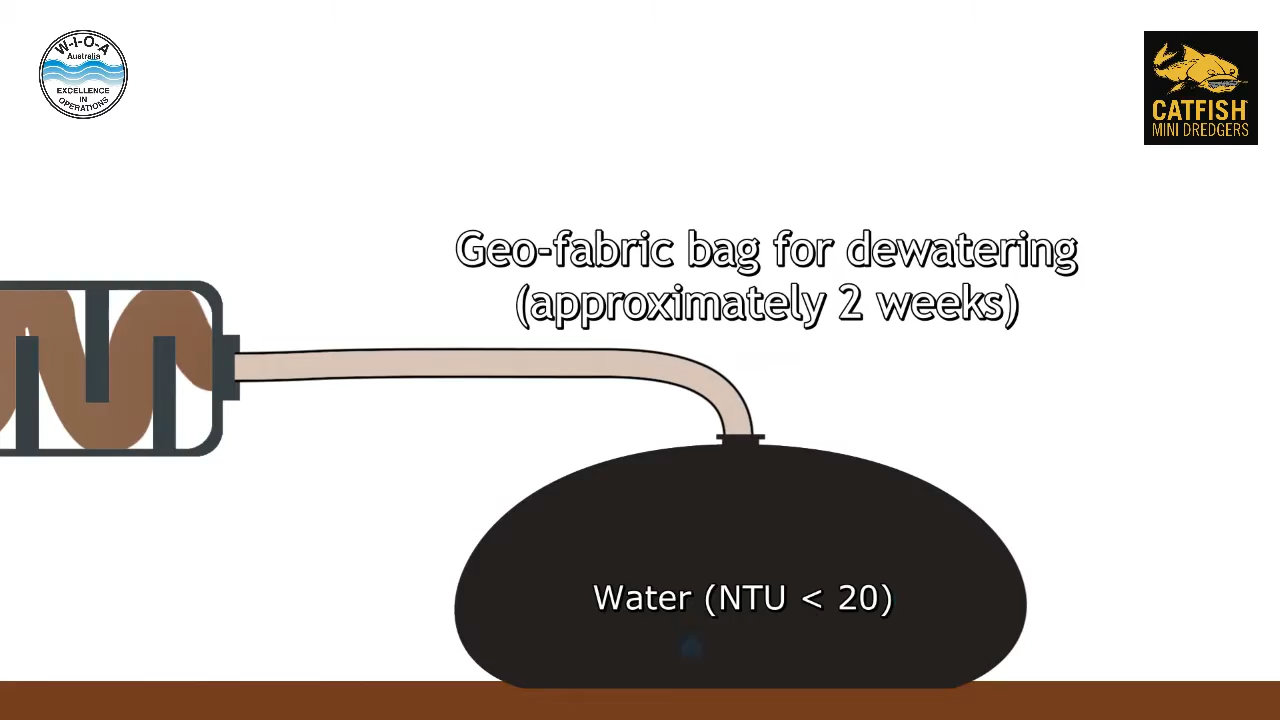 W-I-O-A
Australia
EXCELLENCE
IN
OPERATIONS
CATFISH
MINI DREDGERS
Geo-fabric bag for dewatering
(approximately 2 weeks)
Water (NTU < 20)